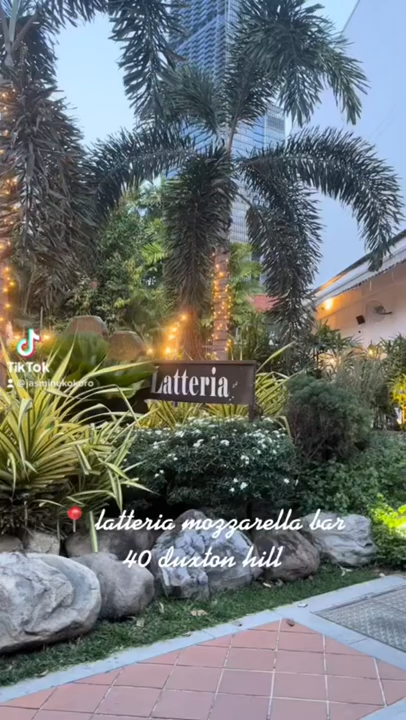 TikTok
@jasminekokoro
Latteria
latteria mozzarella bar
40 duxton hill